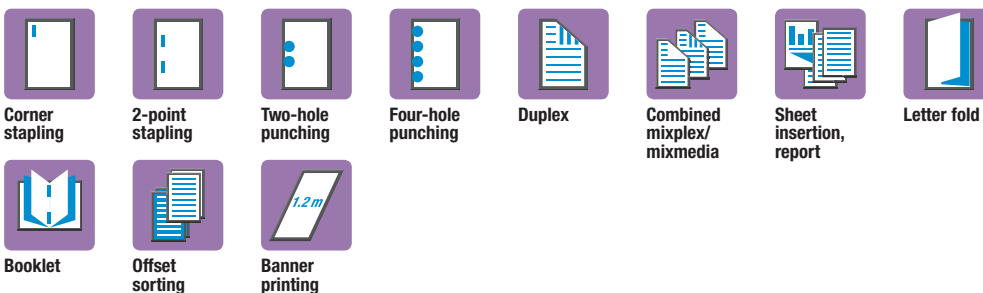 Corner
stapling
2-point
stapling
Two-hole
punching
Four-hole
punching
Duplex
Combined
mixplex/
mixmedia
Sheet
insertion,
report
Letter fold
Booklet
Offset
sorting
1.2 m
Banner
printing